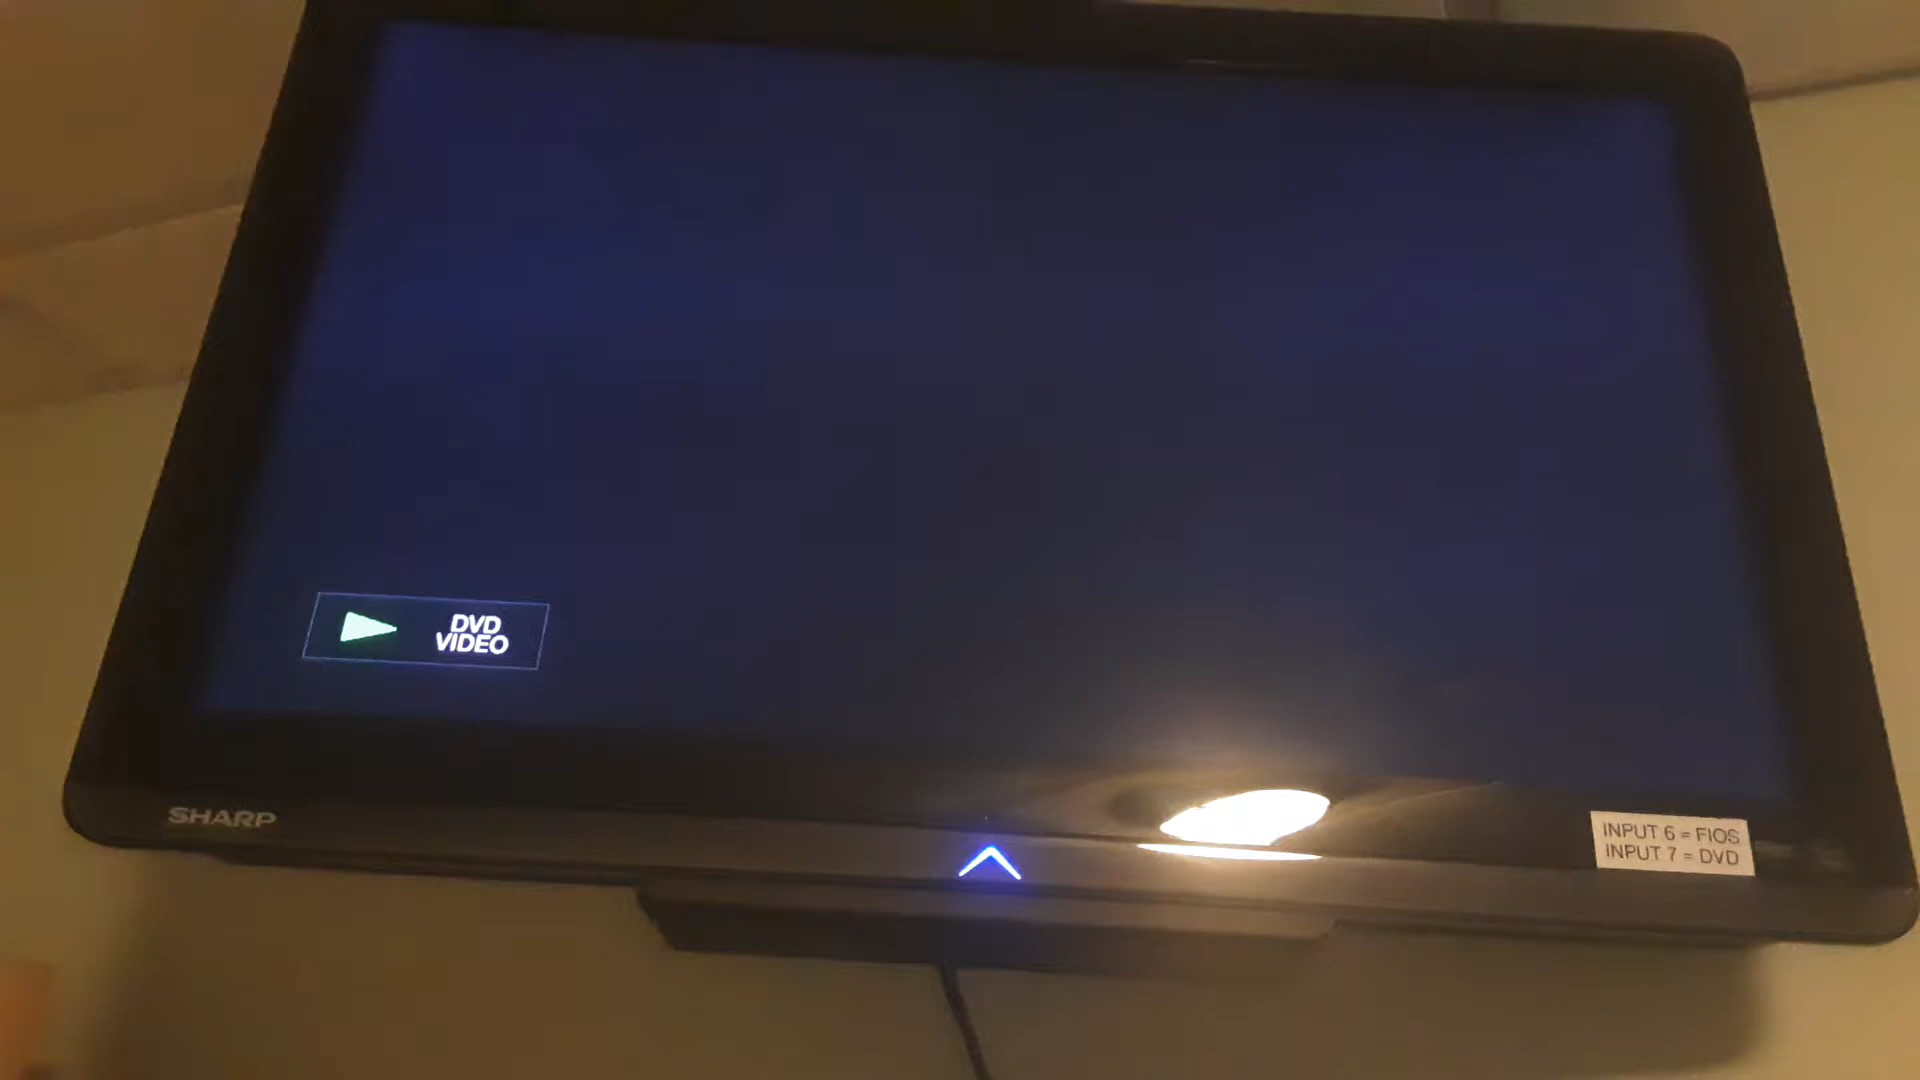 DVD
VIDEO
SHARP
INPUT 6 = FIOS
INPUT 7 = DVD